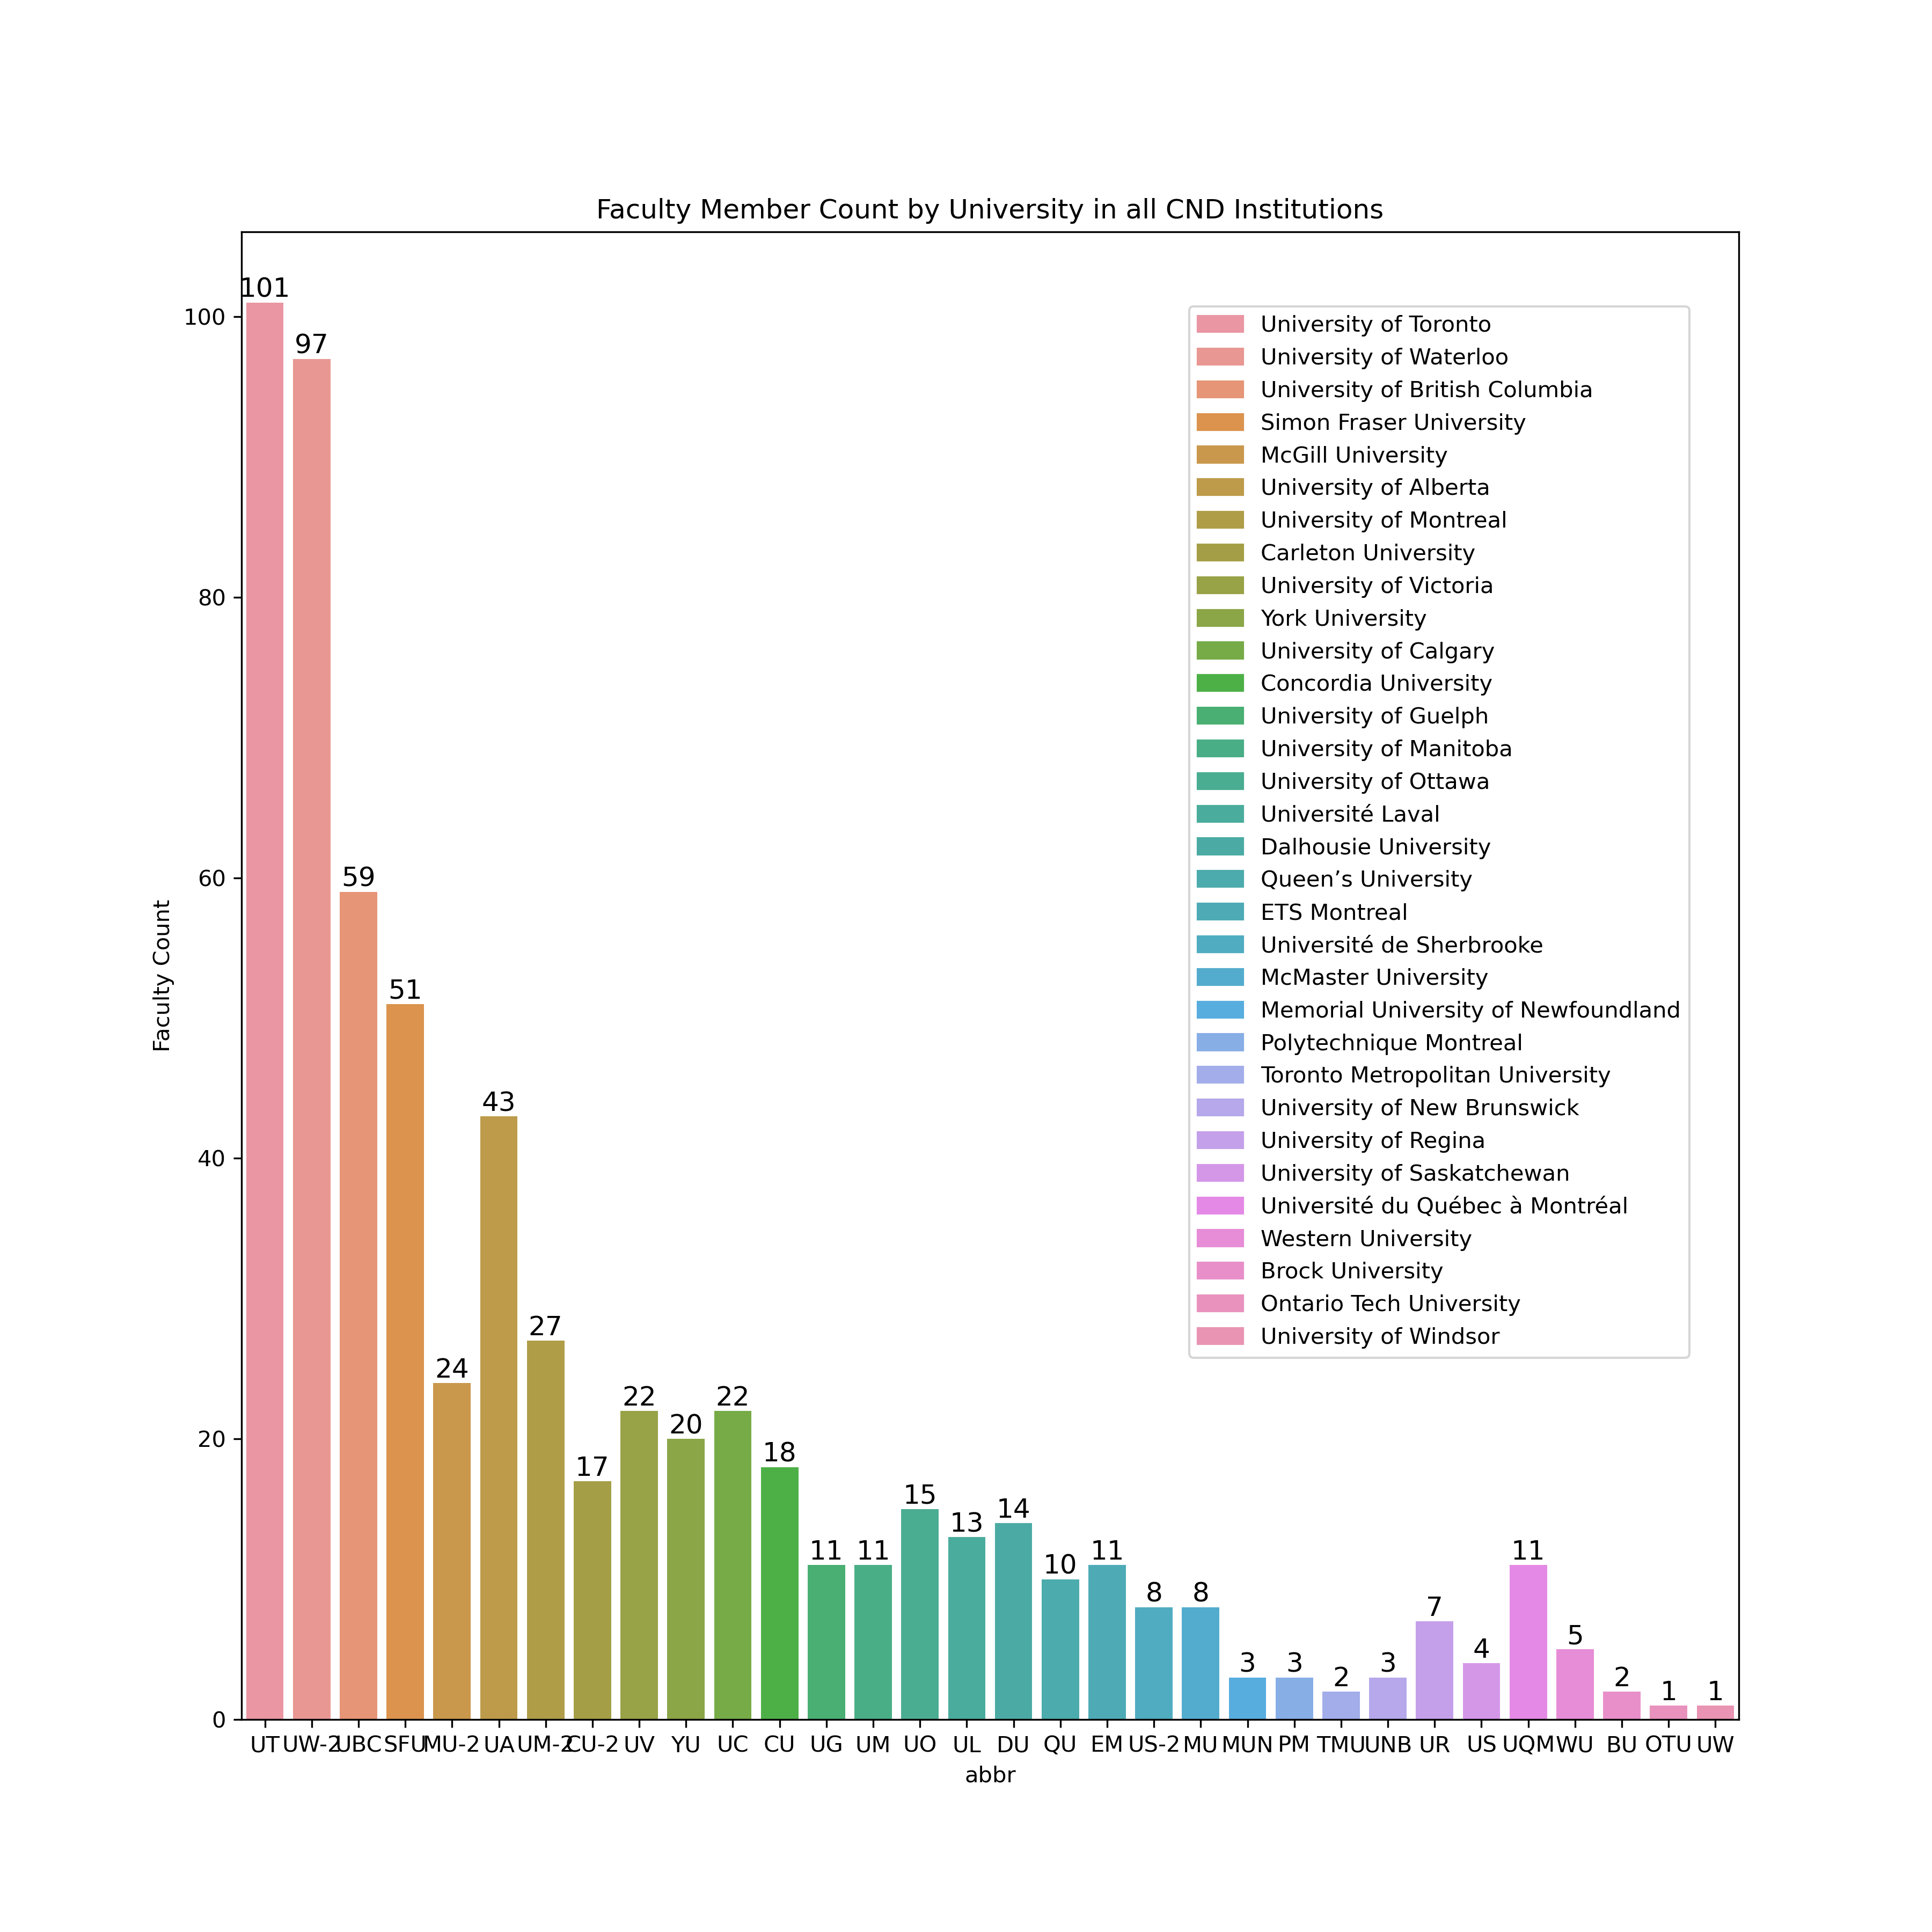 Faculty Member Count by University in all CND Institutions
Faculty Count
100
80
60
40
20
0
101
97
59
51
24
43
27
17
22
20
22
18
11
11
15
13
14
10
11
8
8
3
3
2
3
7
4
11
5
2
1
1
University of Toronto
University of Waterloo
University of British Columbia
Simon Fraser University
McGill University
University of Alberta
University of Montreal
Carleton University
University of Victoria
York University
University of Calgary
Concordia University
University of Guelph
University of Manitoba
University of Ottawa
Université Laval
Dalhousie University
Queen’s University
ETS Montreal
Université de Sherbrooke
McMaster University
Memorial University of Newfoundland
Polytechnique Montreal
Toronto Metropolitan University
University of New Brunswick
University of Regina
University of Saskatchewan
Université du Québec à Montréal
Western University
Brock University
Ontario Tech University
University of Windsor
UT UW-2 UBC SFU MU-2 UA UM-2 CU-2 UV YU UC CU UG UM UO UL DU QU EM US-2 MU MUN PM TMU UNB UR US UQM WU BU OTU UW
abbr